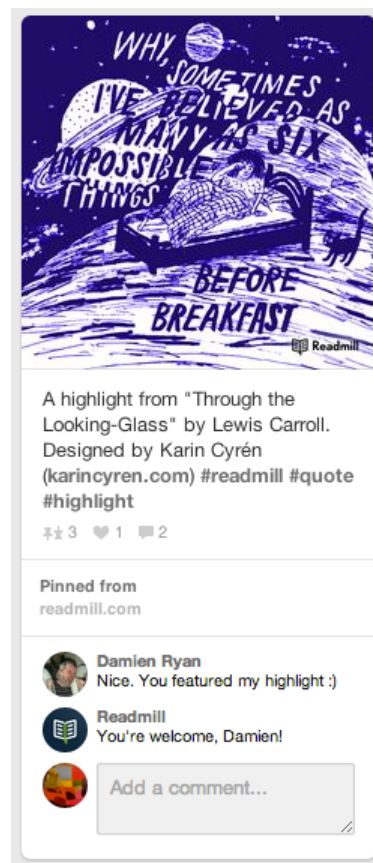 WHY,
SOMETIMES
I'VE BELIEVED AS
MANY AS SIX
IMPOSSIBLE
THINGS
BEFORE
BREAKFAST
Readmill
A highlight from "Through the
Looking-Glass" by Lewis Carroll.
Designed by Karin Cyrén
(karincyren.com) #readmill #quote
#highlight
3 1 2
Pinned from
readmill.com
Damien Ryan
Nice. You featured my highlight :)
Readmill
You're welcome, Damien!
Add a comment...